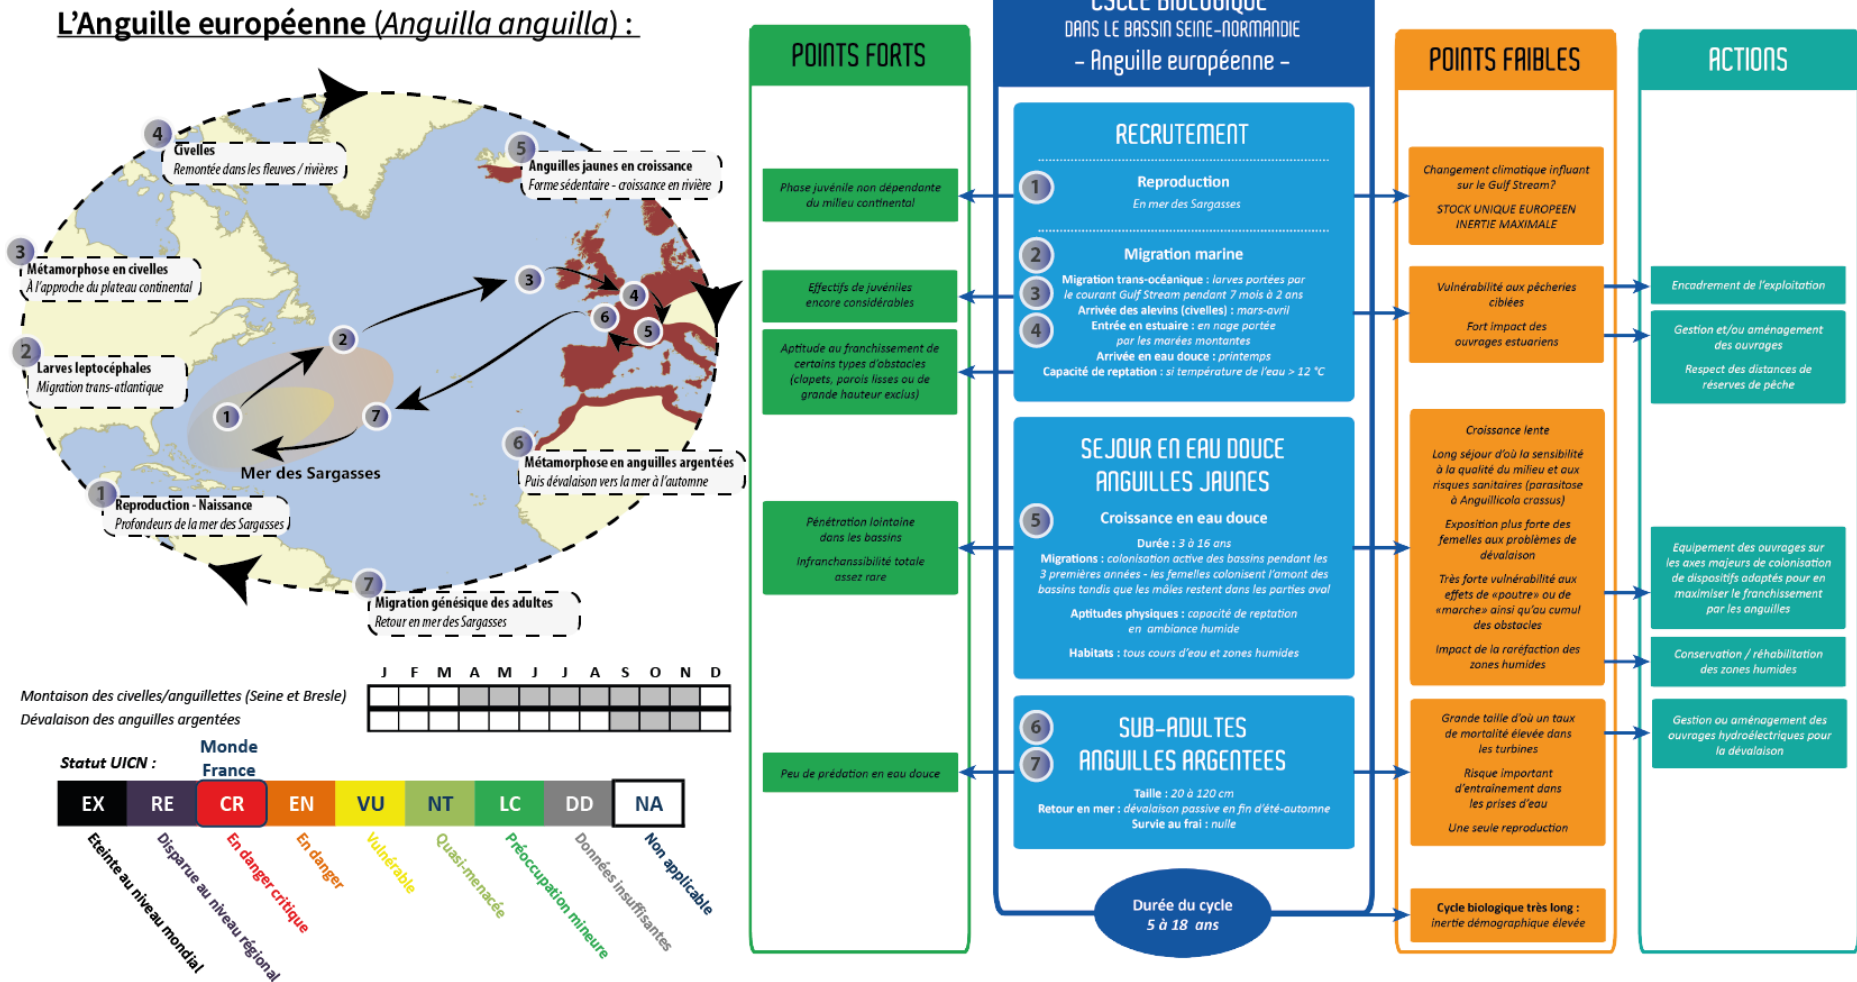 L'Anguille européenne (Anguilla anguilla) :
4
Civelles
Remontée dans les fleuves / rivières
5
Anguilles jaunes en croissance
Forme sédentaire - croissance en rivière
3
Métamorphose en civelles
À l'approche du plateau continental
2
Larves leptocéphales
Migration trans-atlantique
3
4
6
5
2
1
7
Mer des Sargasses
6
Métamorphose en anguilles argentées
Puis dévalaison vers la mer à l'automne
1
Reproduction - Naissance
Profondeurs de la mer des Sargasses
7
Migration génésique des adultes
Retour en mer des Sargasses
J F M A M J J A S O N D
Montaison des civelles/anguillettes (Seine et Bresle)
Dévalaison des anguilles argentées
Monde
France
Statut UICN :
EX RE CR EN VU NT LC DD NA
Eteinte au niveau mondial
Disparue au niveau régional
En danger critique
En danger
Vulnérable
Quasi-menacée
Préoccupation mineure
Données insuffisantes
Non applicable
POINTS FORTS
Phase juvénile non dépendante
du milieu continental
Effectifs de juvéniles
encore considérables
Aptitude au franchissement de
certains types d'obstacles
(clapets, parois lisses ou de
grande hauteur exclus)
Pénétration lointaine
dans les bassins
Infranchanssibilité totale
assez rare
Peu de prédation en eau douce
CYCLE BIOLOGIQUE
DANS LE BASSIN SEINE-NORMANDIE
- Anguille européenne -
RECRUTEMENT
1
Reproduction
En mer des Sargasses
2
Migration marine
3
Migration trans-océanique : larves portées par
le courant Gulf Stream pendant 7 mois à 2 ans
Arrivée des alevins (civelles) : mars-avril
4
Entrée en estuaire : en nage portée
par les marées montantes
Arrivée en eau douce : printemps
Capacité de reptation : si température de l'eau > 12 °C
SEJOUR EN EAU DOUCE
ANGUILLES JAUNES
5
Croissance en eau douce
Durée : 3 à 16 ans
Migrations : colonisation active des bassins pendant les
3 premières années - les femelles colonisent l'amont des
bassins tandis que les mâles restent dans les parties aval
Aptitudes physiques : capacité de reptation
en ambiance humide
Habitats : tous cours d'eau et zones humides
6
7
SUB-ADULTES
ANGUILLES ARGENTEES
Taille : 20 à 120 cm
Retour en mer : dévalaison passive en fin d'été-automne
Survie au frai : nulle
Durée du cycle
5 à 18 ans
POINTS FAIBLES
Changement climatique influant
sur le Gulf Stream?
STOCK UNIQUE EUROPEEN
INERTIE MAXIMALE
Vulnérabilité aux pêcheries
ciblées
Fort impact des
ouvrages estuariens
Croissance lente
Long séjour d'où la sensibilité
à la qualité du milieu et aux
risques sanitaires (parasitose
à Anguillicola crassus)
Exposition plus forte des
femelles aux problèmes de
dévalaison
Très forte vulnérabilité aux
effets de «poutre» ou de
«marche» ainsi qu'au cumul
des obstacles
Impact de la raréfaction des
zones humides
Grande taille d'où un taux
de mortalité élevée dans
les turbines
Risque important
d'entraînement dans
les prises d'eau
Une seule reproduction
Cycle biologique très long :
inertie démographique élevée
ACTIONS
Encadrement de l'exploitation
Gestion et/ou aménagement
des ouvrages
Respect des distances de
réserves de pêche
Equipement des ouvrages sur
les axes majeurs de colonisation
de dispositifs adaptés pour en
maximiser le franchissement
par les anguilles
Conservation / réhabilitation
des zones humides
Gestion ou aménagement des
ouvrages hydroélectriques pour
la dévalaison